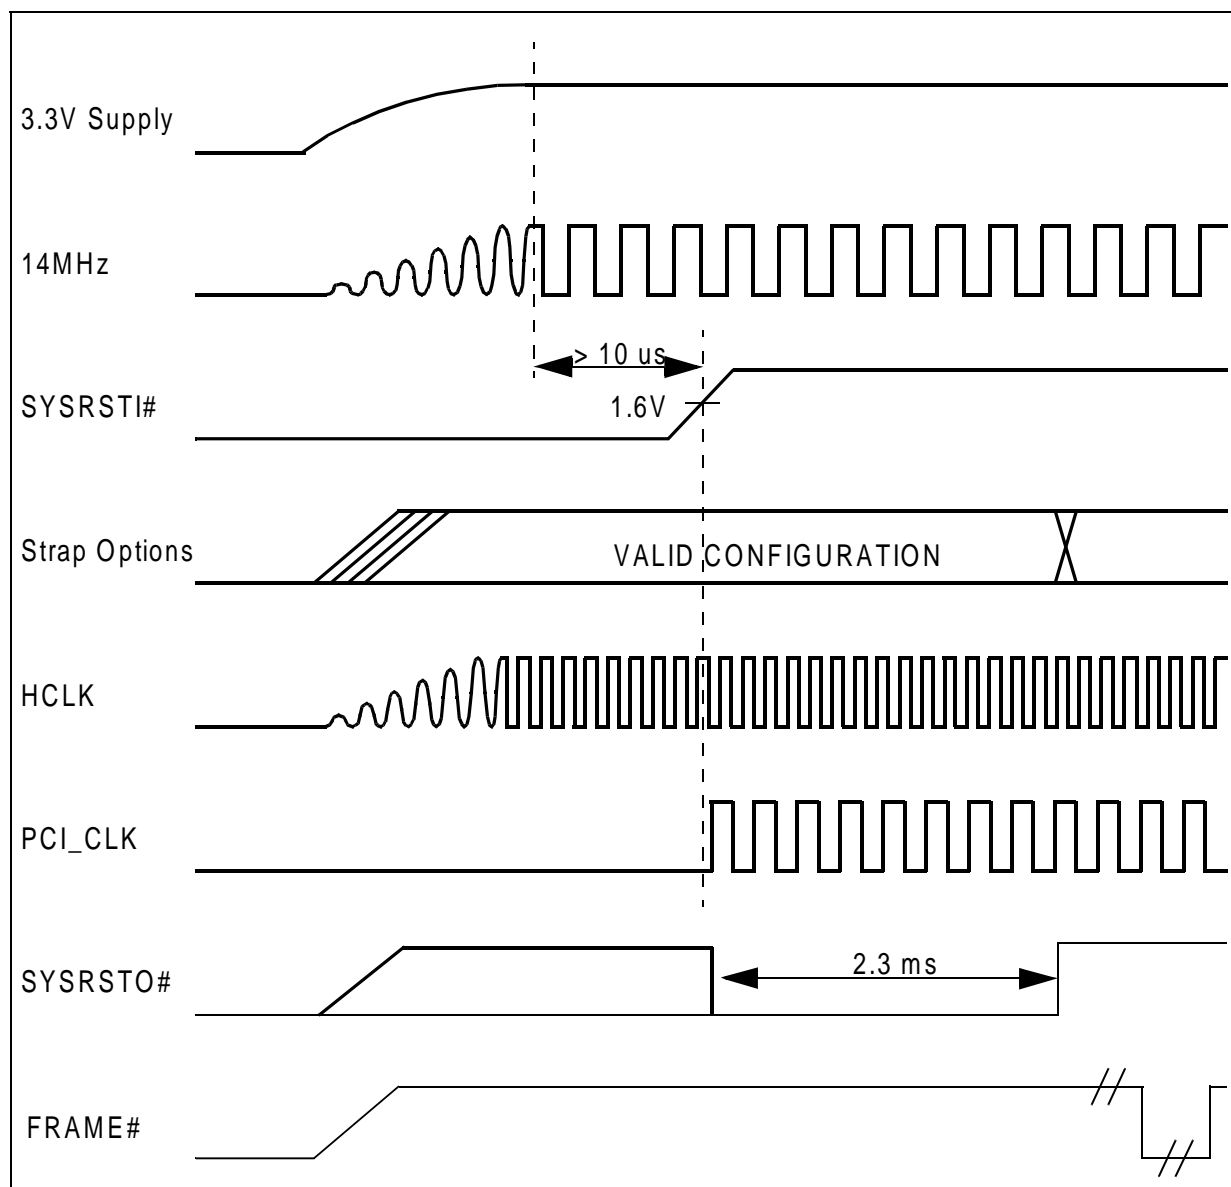 3.3V Supply
14MHz
> 10 us
SYSRSTI#
1.6V
Strap Options
VALID CONFIGURATION
HCLK
PCI_CLK
SYSRSTO#
2.3 ms
FRAME#